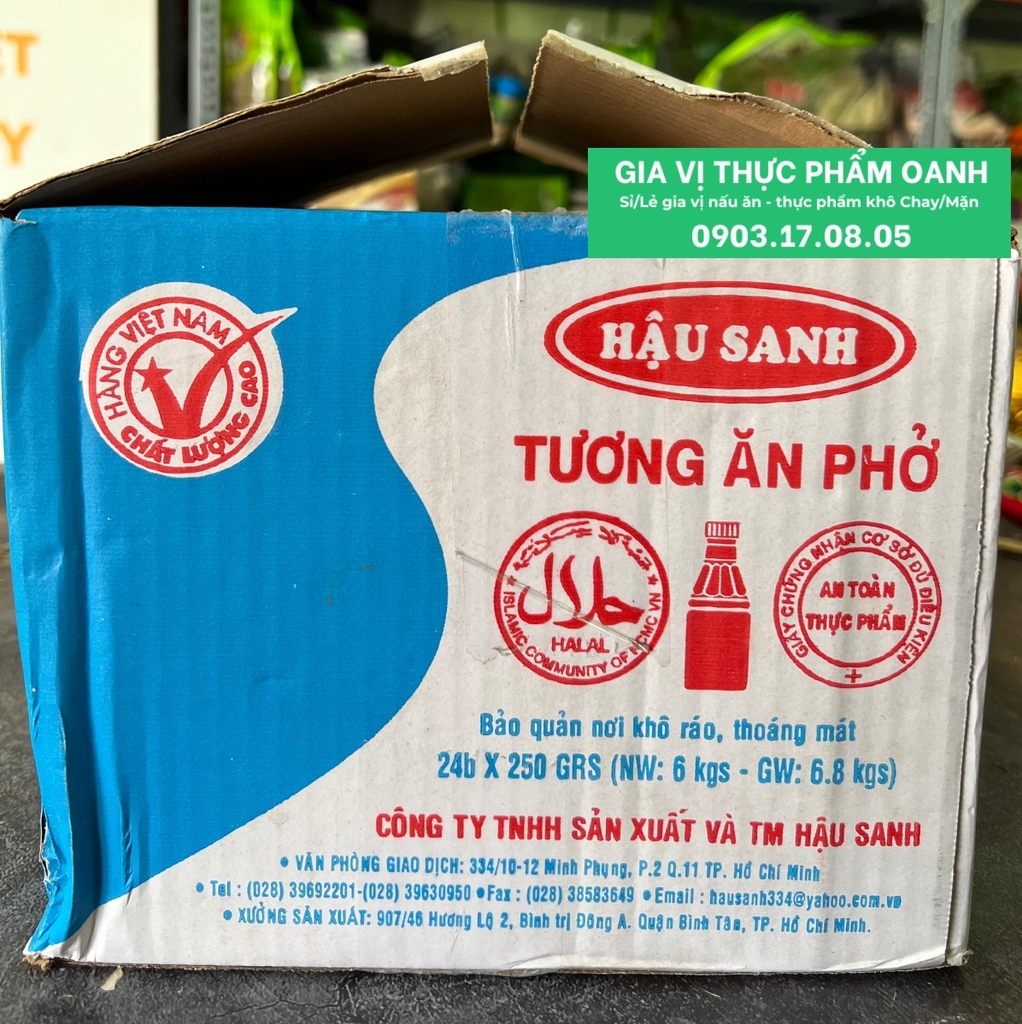 ET
Y
GIA VỊ THỰC PHẨM OANH
Sỉ/Lẻ gia vị nấu ăn - thực phẩm khô Chay/Mặn
0903.17.08.05
HÀNG VIỆT NAM
CHẤT LƯỢNG CAO
HẬU SANH
TƯƠNG ĂN PHỞ
حلال
HALAL
ISLAMIC COMMUNITY OF HCMC VN
GIẤY CHỨNG NHẬN CƠ SỞ ĐỦ ĐIỀU KIỆN
AN TOÀN
THỰC PHẨM
Bảo quản nơi khô ráo, thoáng mát
24b X 250 GRS (NW: 6 kgs - GW: 6.8 kgs)
CÔNG TY TNHH SẢN XUẤT VÀ TM HẬU SANH
• VĂN PHÒNG GIAO DỊCH: 334/10-12 Minh Phụng, P.2 Q.11 TP. Hồ Chí Minh
• Tel : (028) 39692201-(028) 39630950 • Fax : (028) 38583649 • Email : hausanh334@yahoo.com.vn
• XƯỞNG SẢN XUẤT: 907/46 Hương Lộ 2, Bình trị Đông A. Quận Bình Tân, TP. Hồ Chí Minh.